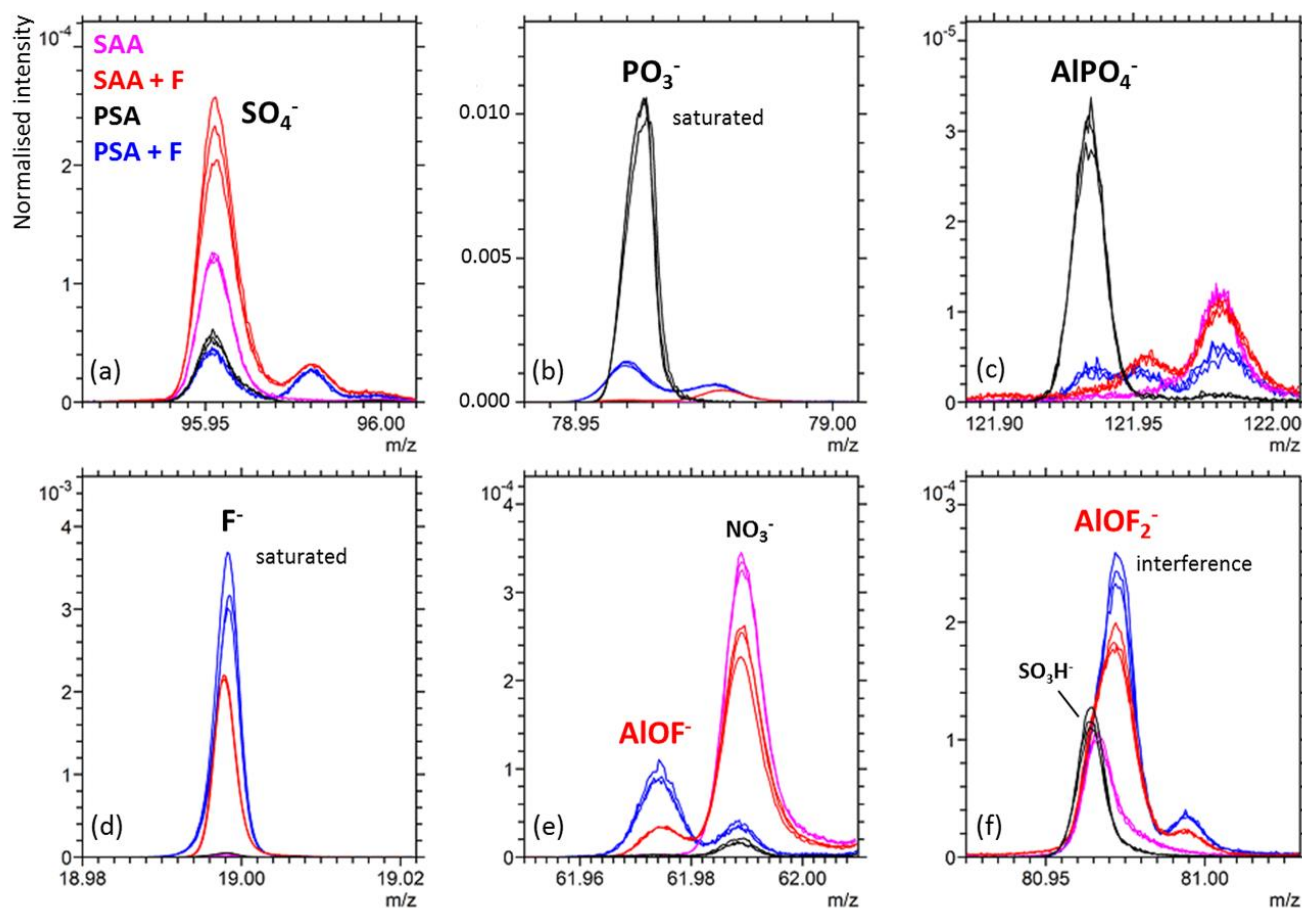 Normalised intensity
10⁻⁴
SAA
SAA + F
PSA
PSA + F
SO₄⁻
2
1
0
(a)
95.95
96.00
m/z
PO₃⁻
saturated
0.010
0.005
0.000
(b)
78.95
79.00
m/z
10⁻⁵
AlPO₄⁻
3
2
1
0
(c)
121.90
121.95
122.00
m/z
10⁻³
F⁻
saturated
4
3
2
1
0
(d)
18.98
19.00
19.02
m/z
10⁻⁴
4
NO₃⁻
3
2
AlOF⁻
1
0
(e)
61.96
61.98
62.00
m/z
10⁻⁴
3
AlOF₂⁻
interference
2
SO₃H⁻
1
0
(f)
80.95
81.00
m/z